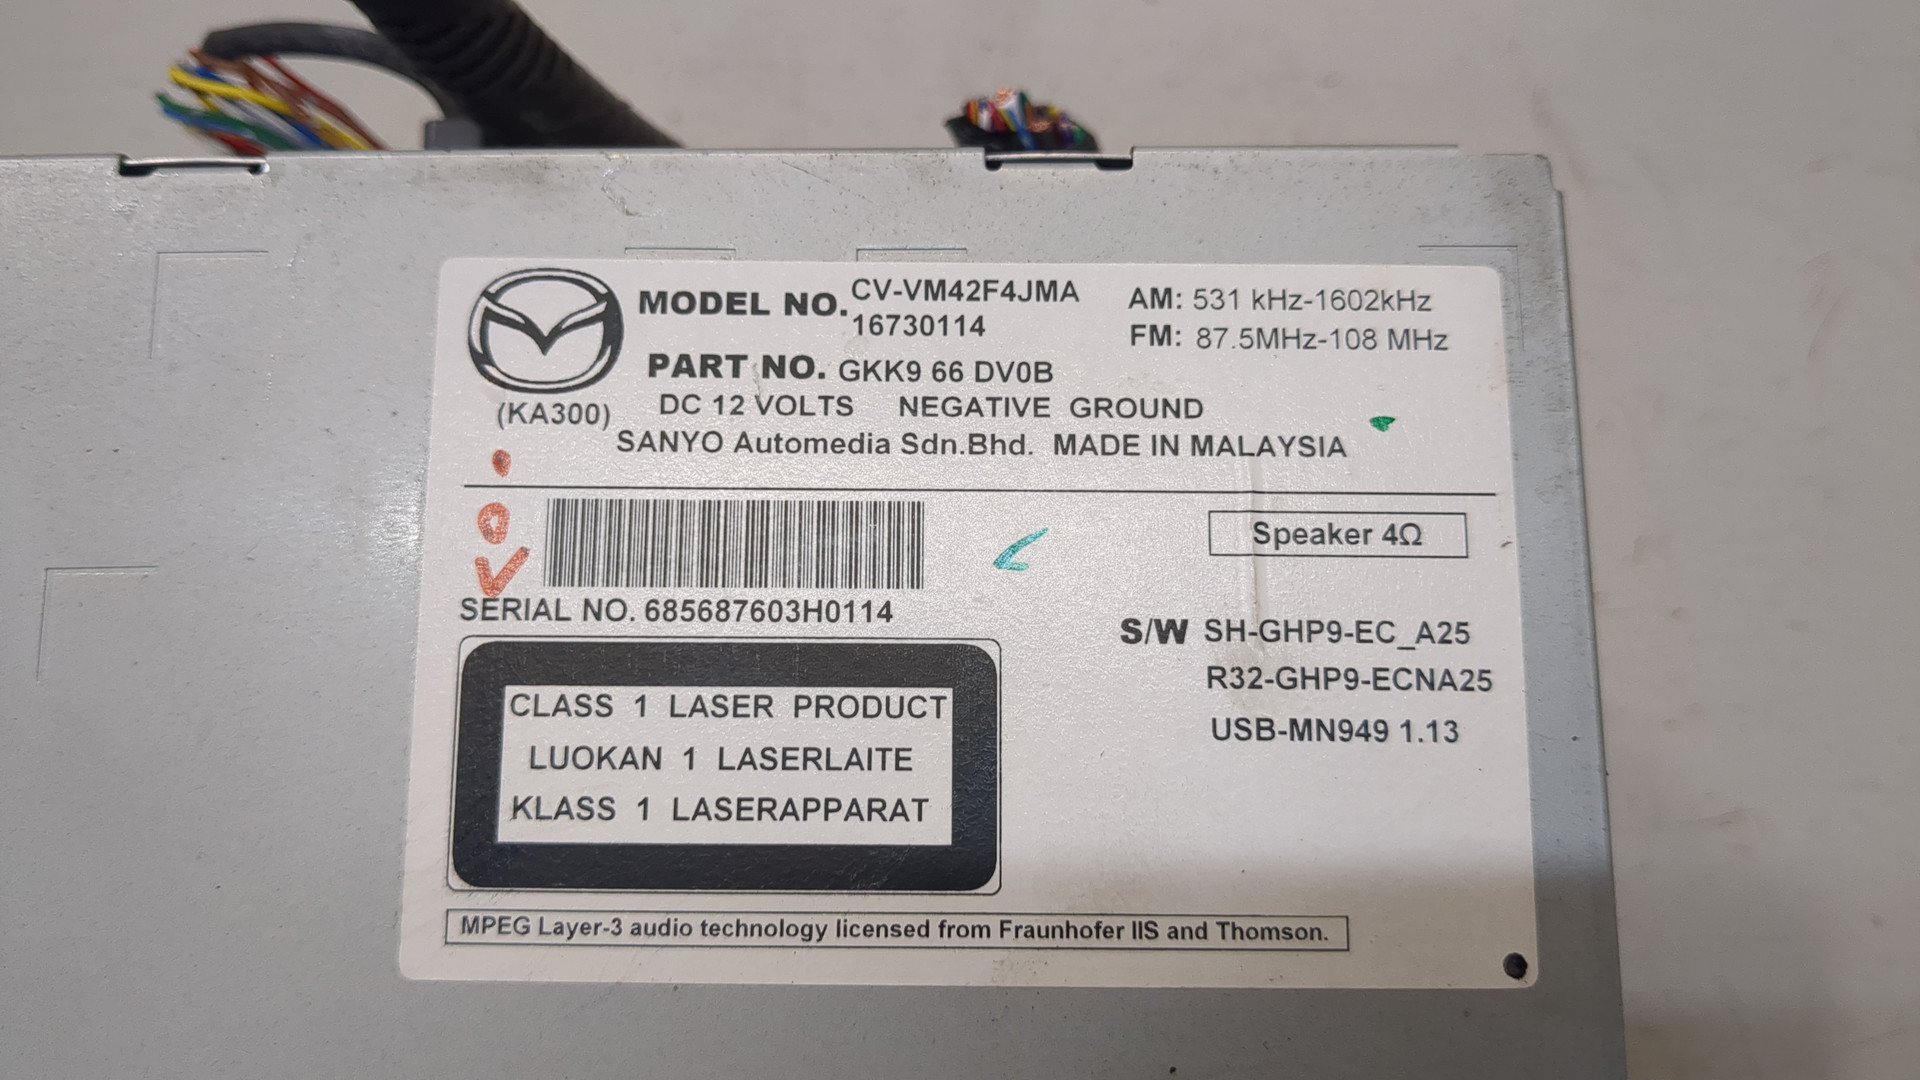 MODEL NO. CV-VM42F4JMA
16730114
AM: 531 kHz-1602kHz
FM: 87.5MHz-108 MHz
PART NO. GKK9 66 DV0B
(KA300)
DC 12 VOLTS NEGATIVE GROUND
SANYO Automedia Sdn.Bhd. MADE IN MALAYSIA
Speaker 4Ω
SERIAL NO. 685687603H0114
S/W SH-GHP9-EC_A25
R32-GHP9-ECNA25
USB-MN949 1.13
CLASS 1 LASER PRODUCT
LUOKAN 1 LASERLAITE
KLASS 1 LASERAPPARAT
MPEG Layer-3 audio technology licensed from Fraunhofer IIS and Thomson.